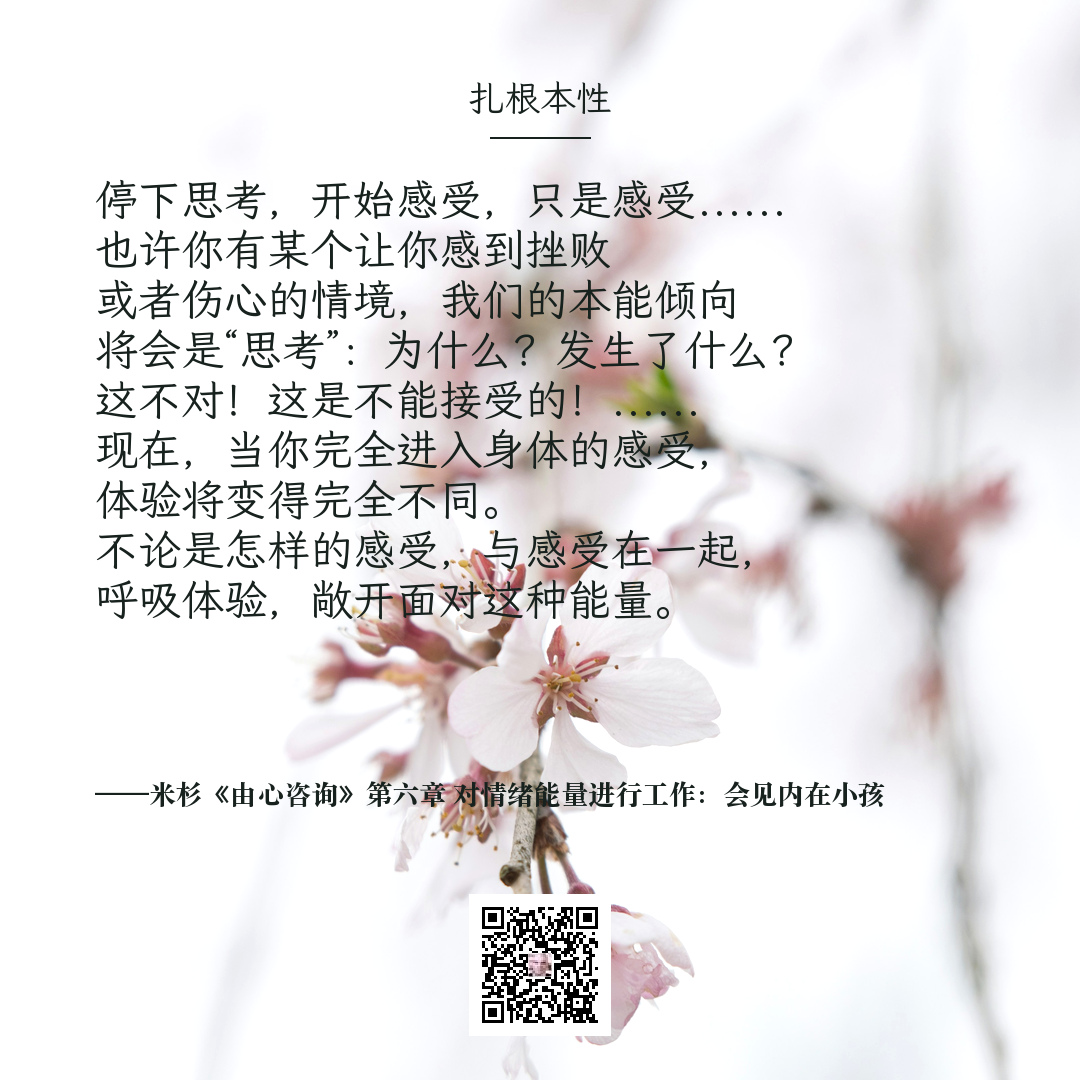 扎根本性
停下思考，开始感受，只是感受……
也许你有某个让你感到挫败
或者伤心的情境，我们的本能倾向
将会是“思考”：为什么？发生了什么？
这不对！这是不能接受的！……
现在，当你完全进入身体的感受，
体验将变得完全不同。
不论是怎样的感受，与感受在一起，
呼吸体验，敞开面对这种能量。
——米杉《由心咨询》第六章 对情绪能量进行工作：会见内在小孩